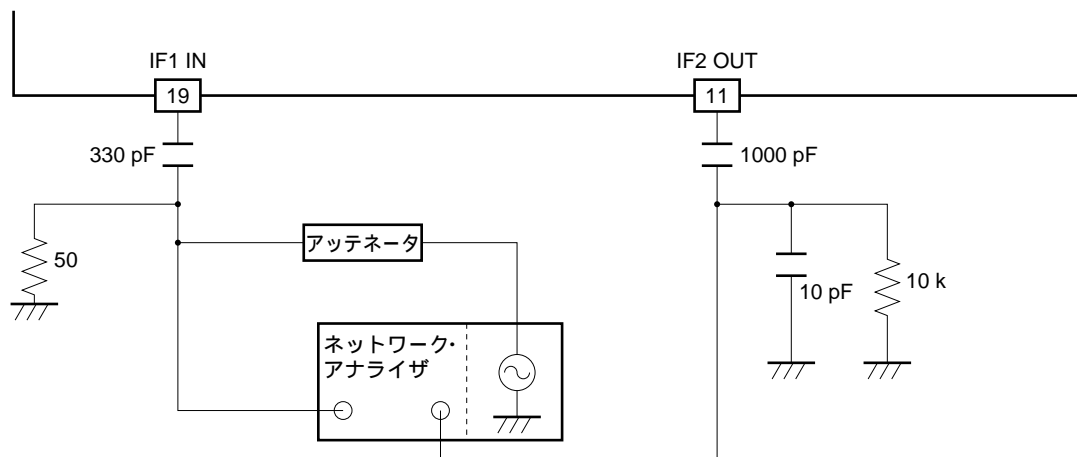 IF1 IN
IF2 OUT
19
11
330 pF
1000 pF
50
アッテネータ
10 pF
10 k
ネットワーク・
アナライザ